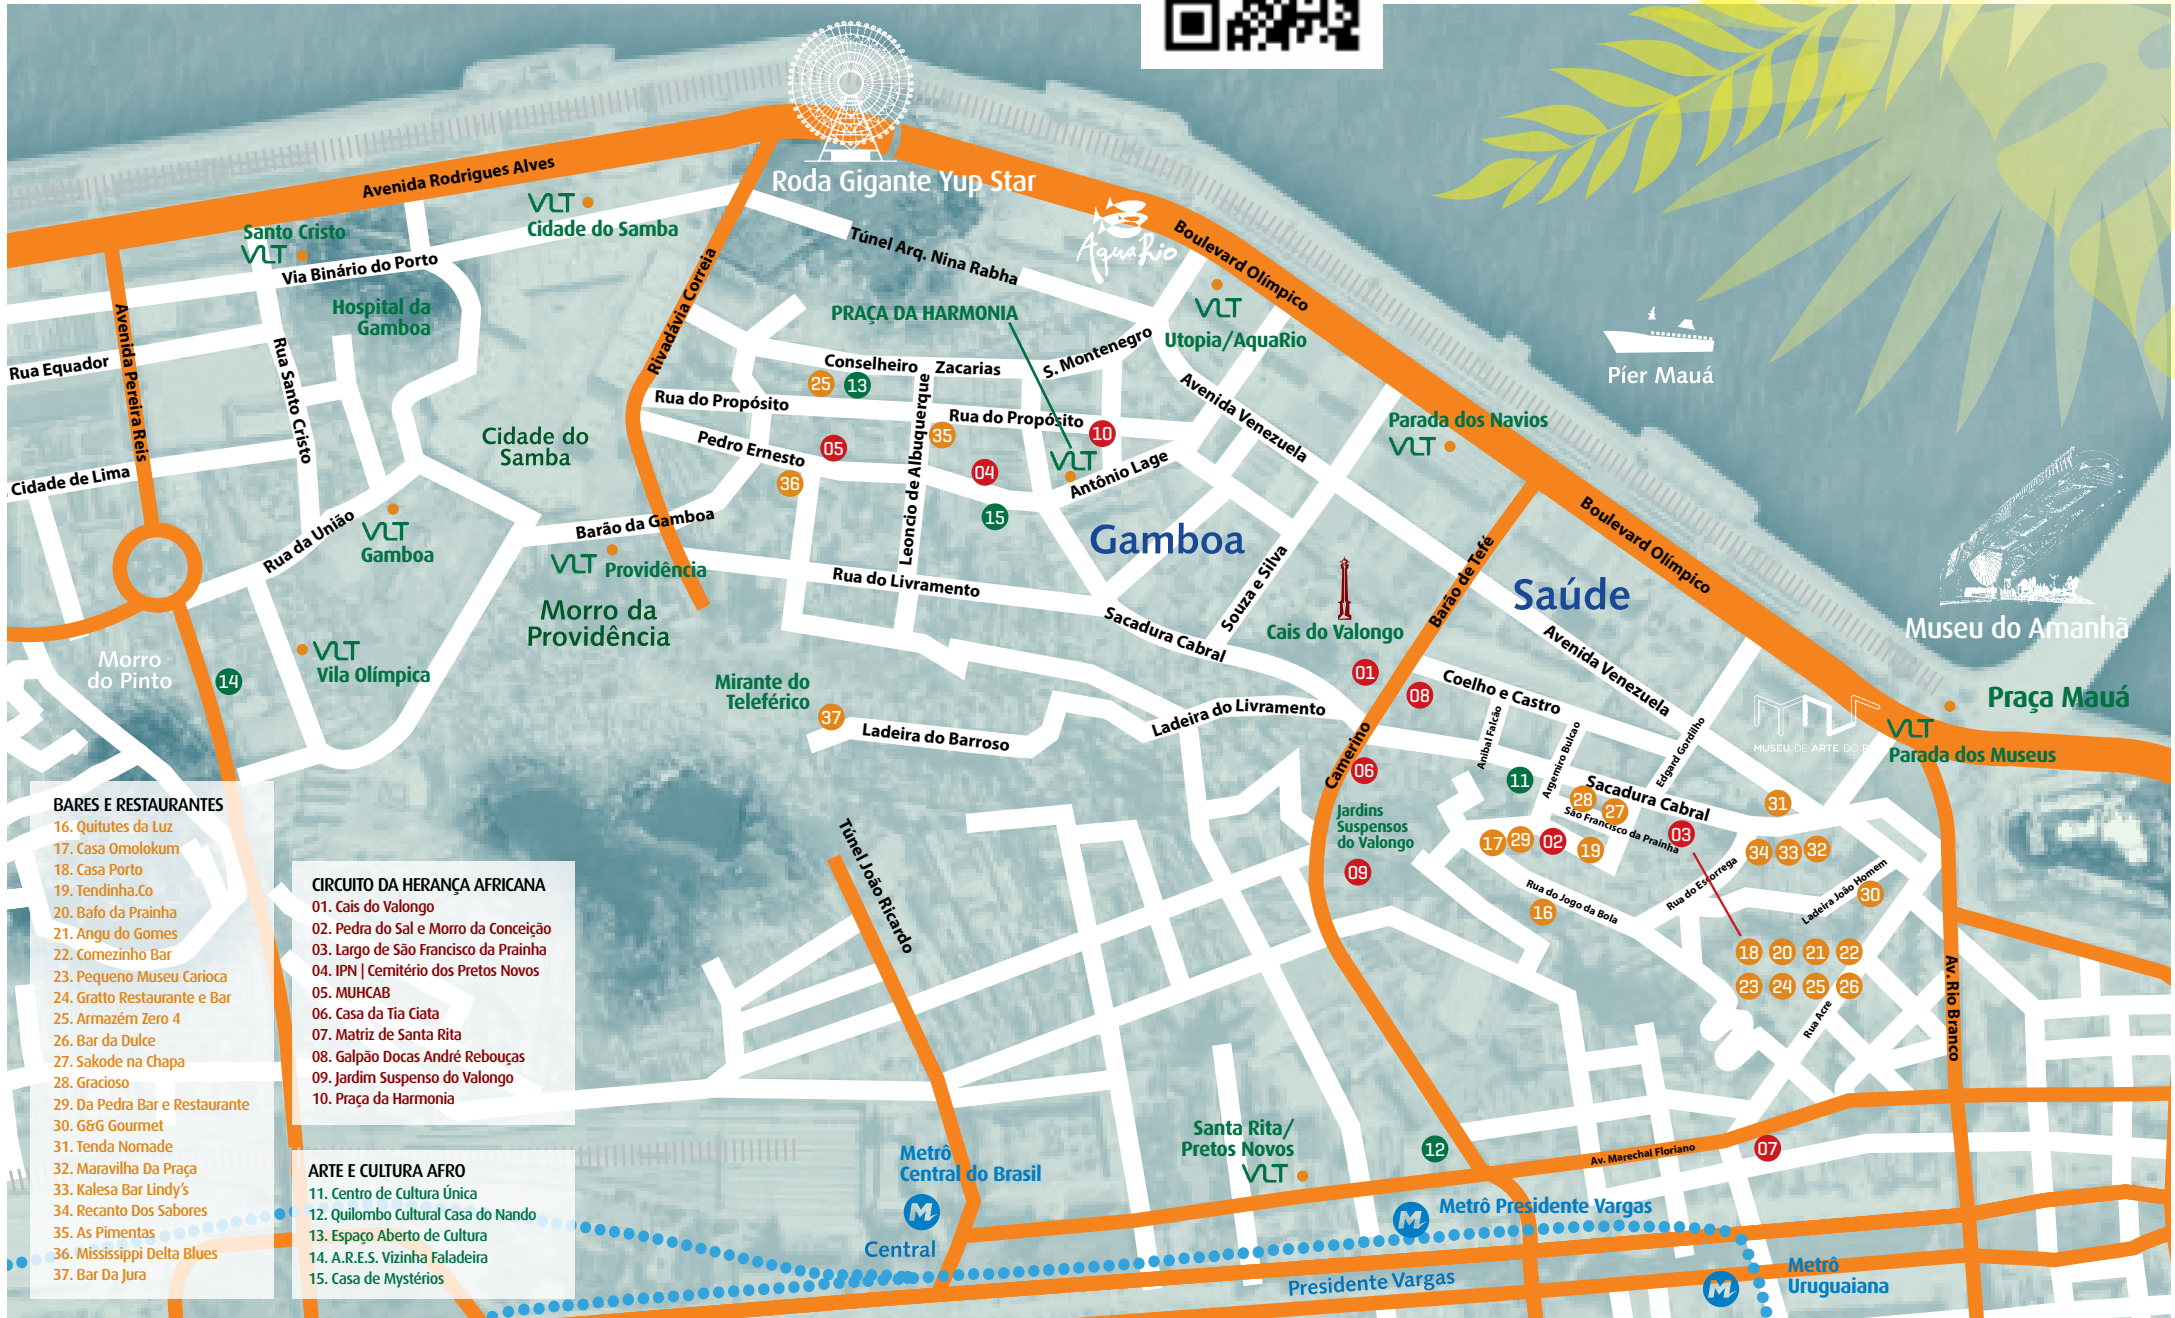 Roda Gigante Yup Star
Avenida Rodrigues Alves
VLT
Cidade do Samba
Santo Cristo
VLT
Via Binário do Porto
Hospital da
Gamboa
Túnel Arq. Nina Rabha
AquaRio
Boulevard Olímpico
VLT
Utopia/AquaRio
PRAÇA DA HARMONIA
Rivadávia Correia
Avenida Pereira Reis
Rua Equador
Rua Santo Cristo
Cidade de Lima
Conselheiro Zacarias
S. Montenegro
25
13
Rua do Propósito
Rua do Propósito
Leoncio de Albuquerque
Avenida Venezuela
Píer Mauá
Parada dos Navios
VLT
Cidade do
Samba
Pedro Ernesto
05
35
10
04
VLT
Antônio Lage
36
15
Rua da União
VLT
Gamboa
Barão da Gamboa
VLT Providência
Morro da
Providência
Rua do Livramento
Gamboa
Souza e Silva
Sacadura Cabral
Barão de Tefé
Saúde
Boulevard Olímpico
Cais do Valongo
01
08
Museu do Amanhã
Morro
do Pinto
14
VLT
Vila Olímpica
Mirante do
Teleférico
37
Ladeira do Barroso
Ladeira do Livramento
Coelho e Castro
Avenida Venezuela
Praça Mauá
VLT
Parada dos Museus
MUSEU DE ARTE DO R
Camerino
06
Anibal Falcão
Argemiro Bulcao
Edgard Gordilho
11
Sacadura Cabral
28
27
São Francisco da Prainha
03
31
Jardins
Suspensos
do Valongo
09
17
29
02
19
34
33
32
Rua do Escorrega
Ladeira João Homem
30
Rua do Jogo da Bola
16
18
20
21
22
23
24
25
26
Rua Acre
Av. Rio Branco
Túnel João Ricardo
BARES E RESTAURANTES
16. Quitutes da Luz
17. Casa Omolokum
18. Casa Porto
19. Tendinha.Co
20. Bafo da Prainha
21. Angu do Gomes
22. Comezinho Bar
23. Pequeno Museu Carioca
24. Gratto Restaurante e Bar
25. Armazém Zero 4
26. Bar da Dulce
27. Sakode na Chapa
28. Gracioso
29. Da Pedra Bar e Restaurante
30. G&G Gourmet
31. Tenda Nomade
32. Maravilha Da Praça
33. Kalesa Bar Lindy's
34. Recanto Dos Sabores
35. As Pimentas
36. Mississippi Delta Blues
37. Bar Da Jura
CIRCUITO DA HERANÇA AFRICANA
01. Cais do Valongo
02. Pedra do Sal e Morro da Conceição
03. Largo de São Francisco da Prainha
04. IPN | Cemitério dos Pretos Novos
05. MUHCAB
06. Casa da Tia Ciata
07. Matriz de Santa Rita
08. Galpão Docas André Rebouças
09. Jardim Suspenso do Valongo
10. Praça da Harmonia
ARTE E CULTURA AFRO
11. Centro de Cultura Única
12. Quilombo Cultural Casa do Nando
13. Espaço Aberto de Cultura
14. A.R.E.S. Vizinha Faladeira
15. Casa de Mystérios
Metrô
Central do Brasil
M
Central
Santa Rita/
Pretos Novos
VLT
12
Av. Marechal Floriano
07
M
Metrô Presidente Vargas
Presidente Vargas
M
Metrô
Uruguaiana